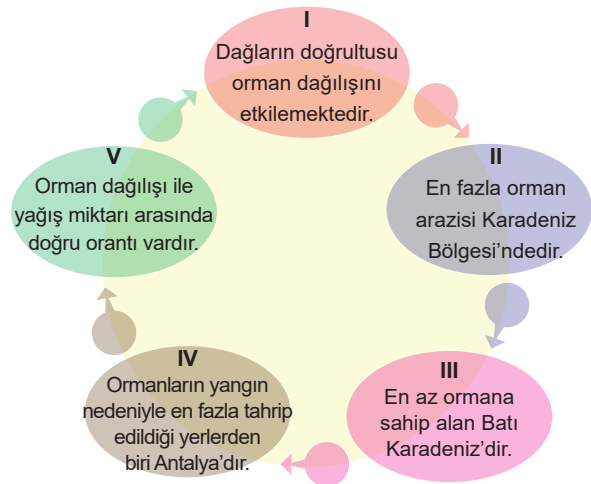 I
Dağların doğrultusu
orman dağılışını
etkilemektedir.
II
En fazla orman
arazisi Karadeniz
Bölgesi'ndedir.
III
En az ormana
sahip alan Batı
Karadeniz'dir.
IV
Ormanların yangın
nedeniyle en fazla tahrip
edildiği yerlerden
biri Antalya'dır.
V
Orman dağılışı ile
yağış miktarı arasında
doğru orantı vardır.